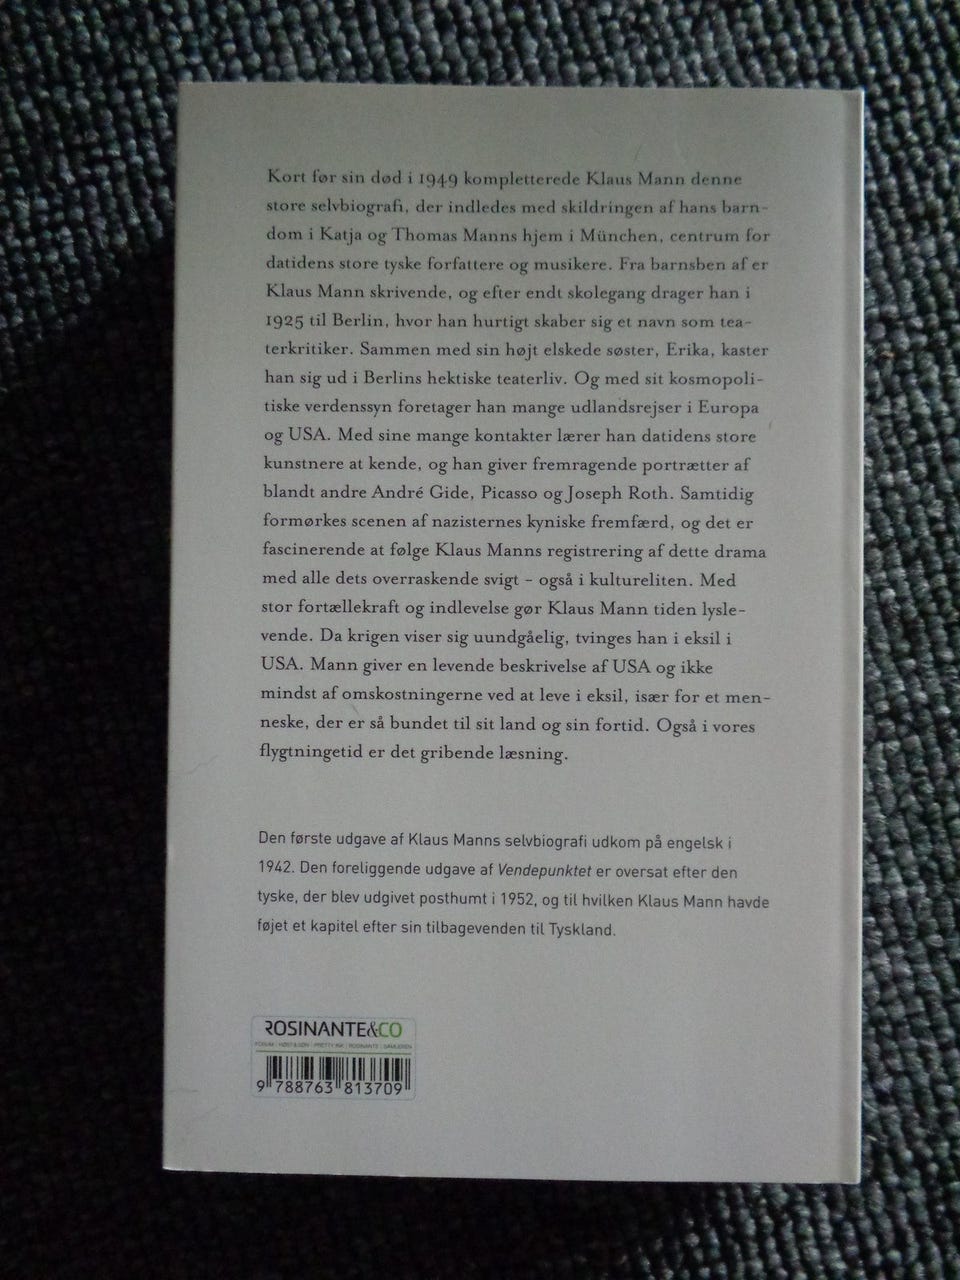 Kort før sin død i 1949 kompletterede Klaus Mann denne
store selvbiografi, der indledes med skildringen af hans barn-
dom i Katja og Thomas Manns hjem i München, centrum for
datidens store tyske forfattere og musikere. Fra barnsben af er
Klaus Mann skrivende, og efter endt skolegang drager han i
1925 til Berlin, hvor han hurtigt skaber sig et navn som tea-
terkritiker. Sammen med sin højt elskede søster, Erika, kaster
han sig ud i Berlins hektiske teaterliv. Og med sit kosmopoli-
tiske verdenssyn foretager han mange udlandsrejser i Europa
og USA. Med sine mange kontakter lærer han datidens store
kunstnere at kende, og han giver fremragende portrætter af
blandt andre André Gide, Picasso og Joseph Roth. Samtidig
formørkes scenen af nazisternes kyniske fremfærd, og det er
fascinerende at følge Klaus Manns registrering af dette drama
med alle dets overraskende svigt – også i kultureliten. Med
stor fortællekraft og indlevelse gør Klaus Mann tiden lysle-
vende. Da krigen viser sig uundgåelig, tvinges han i eksil i
USA. Mann giver en levende beskrivelse af USA og ikke
mindst af omskostningerne ved at leve i eksil, især for et men-
neske, der er så bundet til sit land og sin fortid. Også i vores
flygtningetid er det gribende læsning.
Den første udgave af Klaus Manns selvbiografi udkom på engelsk i
1942. Den foreliggende udgave af Vendepunktet er oversat efter den
tyske, der blev udgivet posthumt i 1952, og til hvilken Klaus Mann havde
føjet et kapitel efter sin tilbagevenden til Tyskland.
ROSINANTE&CO
FORUM | HØST&SØN | PRETTY INK | ROSINANTE | SAMLEREN
9 788763 813709